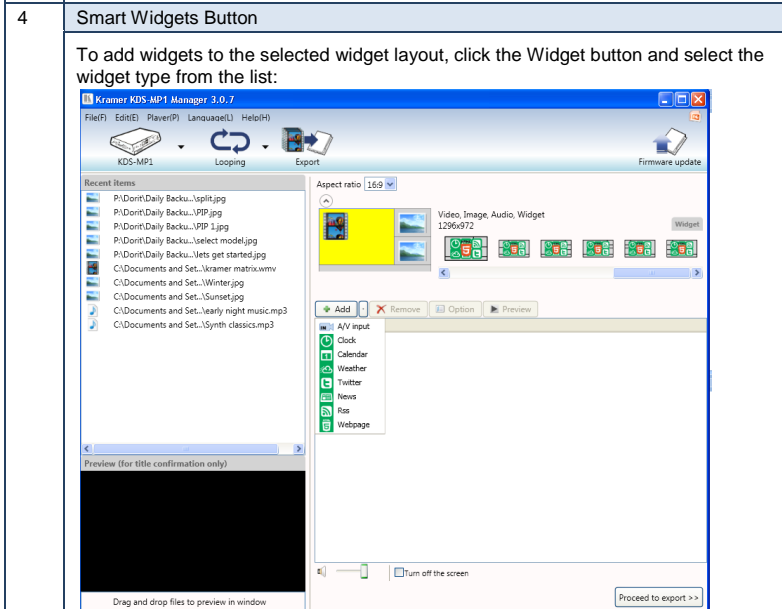 4
Smart Widgets Button
To add widgets to the selected widget layout, click the Widget button and select the
widget type from the list:
Kramer KDS-MP1 Manager 3.0.7
File(F) Edit(E) Player(P) Language(L) Help(H)
KDS-MP1
Looping
Export
Firmware update
Recent items
P:\Dorit\Daily Backu...\split.jpg
P:\Dorit\Daily Backu...\PIP.jpg
P:\Dorit\Daily Backu...\PIP 1.jpg
P:\Dorit\Daily Backu...\select model.jpg
P:\Dorit\Daily Backu...\lets get started.jpg
C:\Documents and Set...\kramer matrix.wmv
C:\Documents and Set...\Winter.jpg
C:\Documents and Set...\Sunset.jpg
C:\Documents and Set...\early night music.mp3
C:\Documents and Set...\Synth classics.mp3
Preview (for title confirmation only)
Drag and drop files to preview in window
Aspect ratio 16:9
Video, Image, Audio, Widget
1296x972
Widget
Add
Remove
Option
Preview
A/V input
Clock
Calendar
Weather
Twitter
News
Rss
Webpage
Turn off the screen
Proceed to export >>